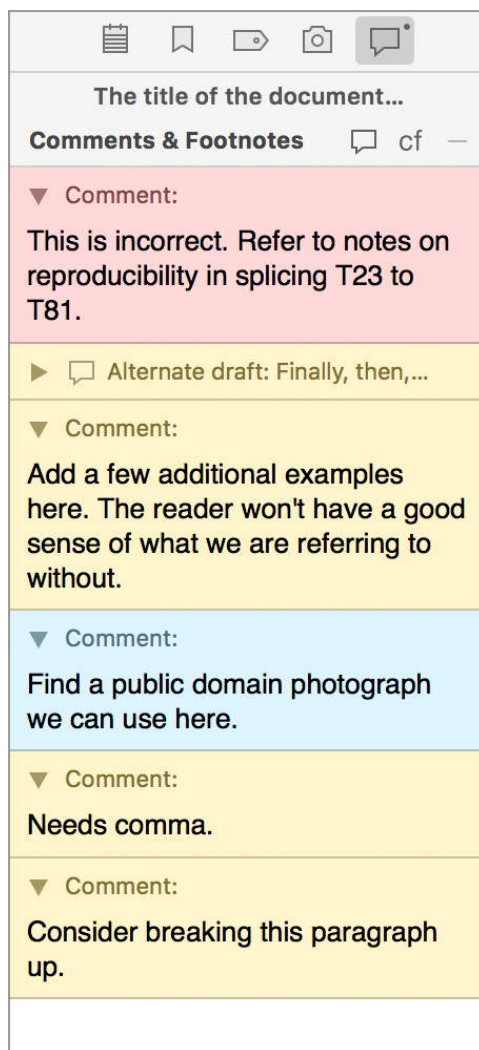 The title of the document...
Comments & Footnotes cf
Comment:
This is incorrect. Refer to notes on
reproducibility in splicing T23 to
T81.
Alternate draft: Finally, then,...
Comment:
Add a few additional examples
here. The reader won't have a good
sense of what we are referring to
without.
Comment:
Find a public domain photograph
we can use here.
Comment:
Needs comma.
Comment:
Consider breaking this paragraph
up.